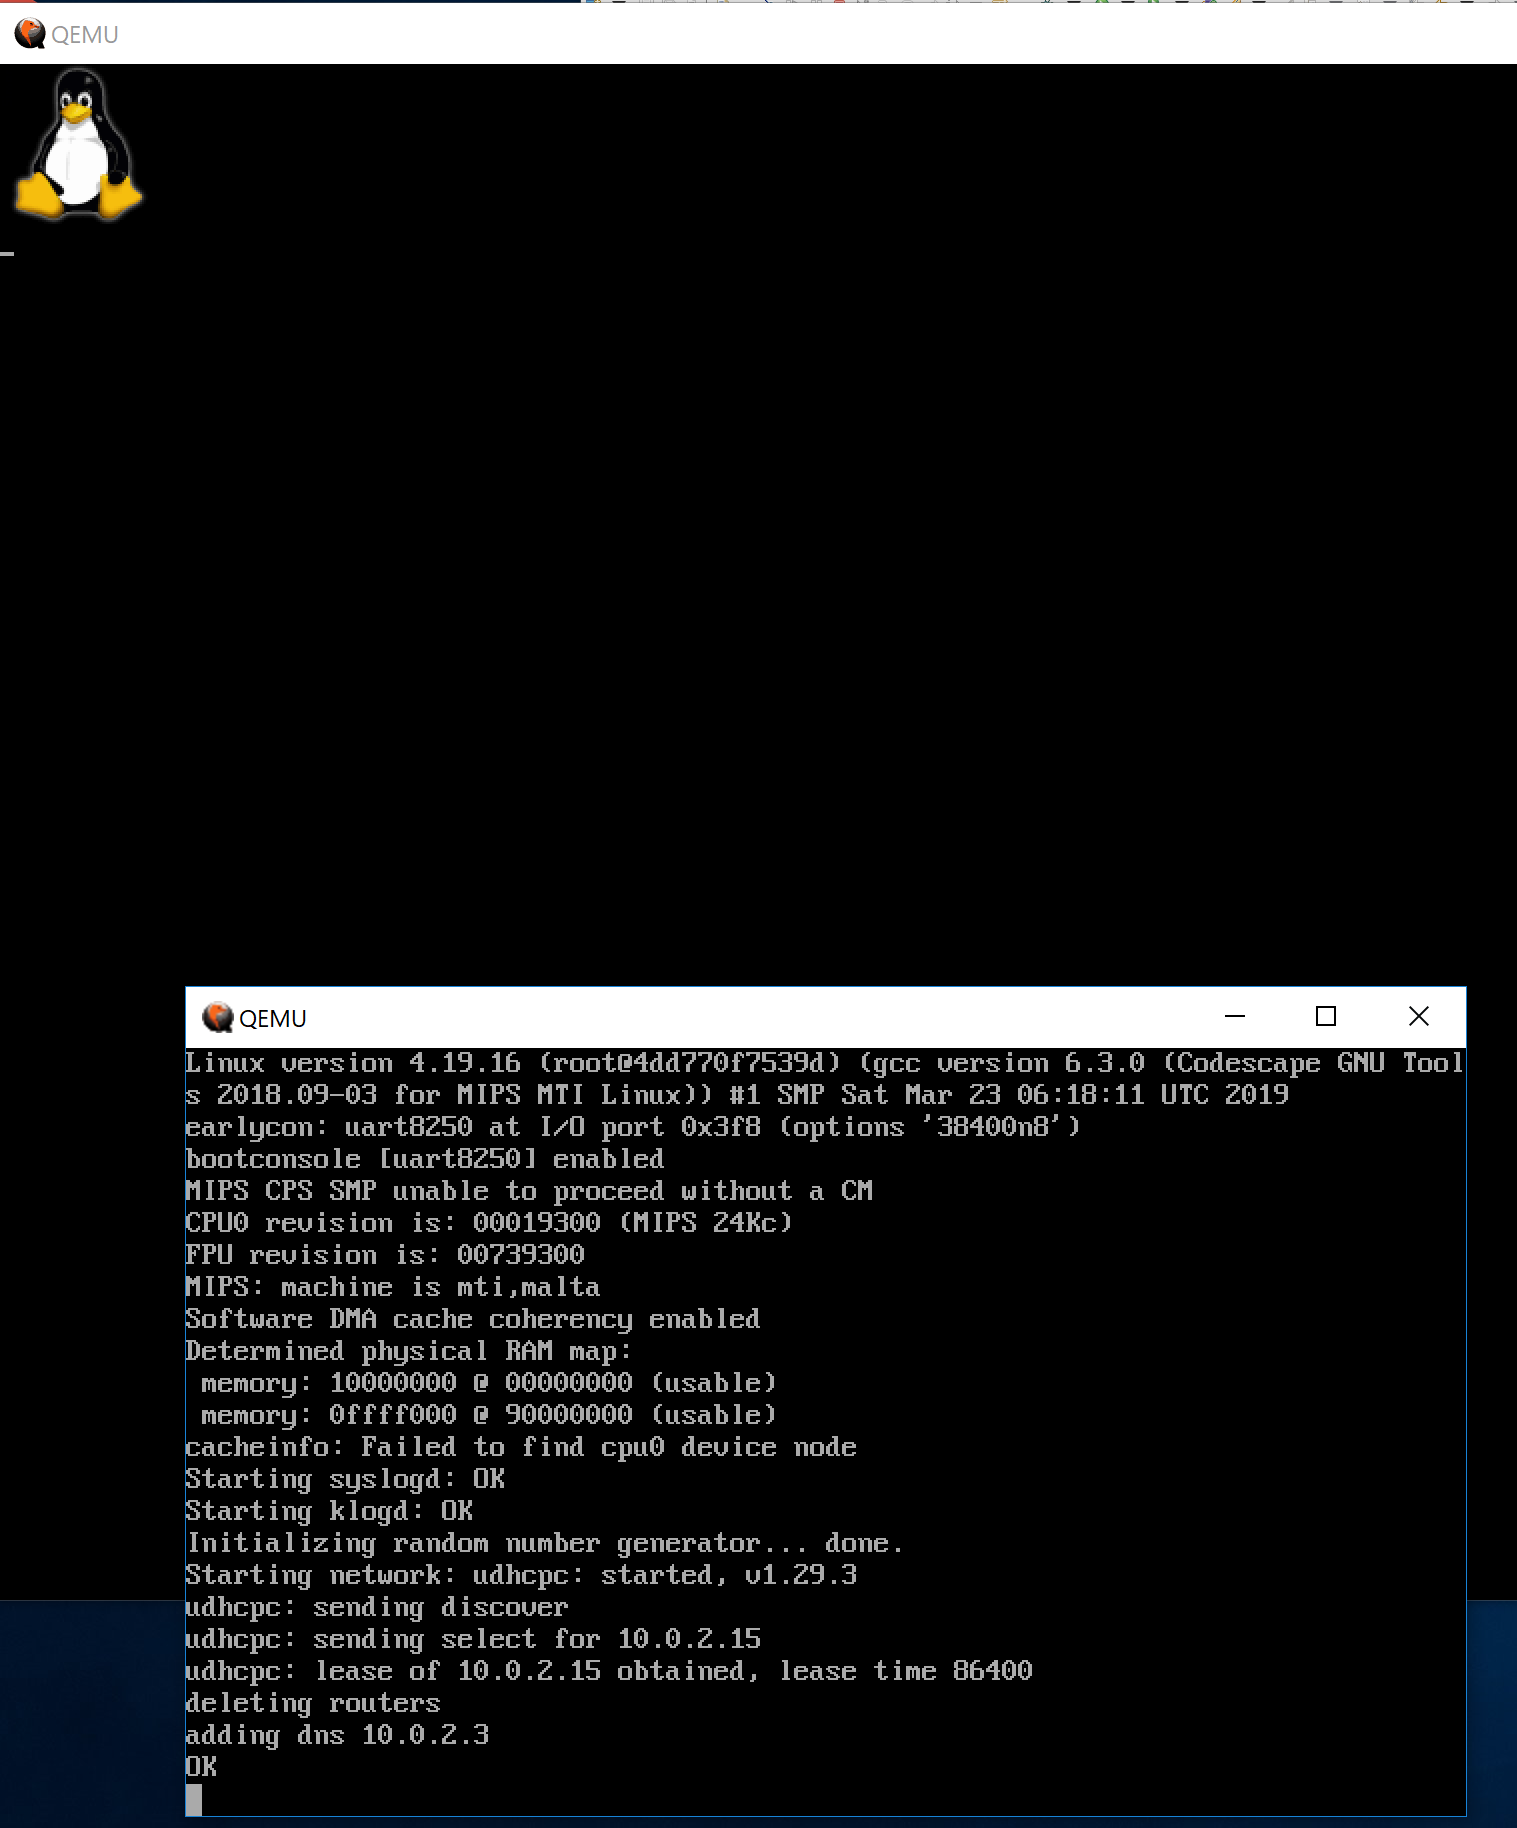 QEMU
QEMU
Linux version 4.19.16 (root@4dd770f7539d) (gcc version 6.3.0 (Codescape GNU Tool
s 2018.09-03 for MIPS MTI Linux)) #1 SMP Sat Mar 23 06:18:11 UTC 2019
earlycon: uart8250 at I/O port 0x3f8 (options '38400n8')
bootconsole [uart8250] enabled
MIPS CPS SMP unable to proceed without a CM
CPU0 revision is: 00019300 (MIPS 24Kc)
FPU revision is: 00739300
MIPS: machine is mti,malta
Software DMA cache coherency enabled
Determined physical RAM map:
 memory: 10000000 @ 00000000 (usable)
 memory: 0ffff000 @ 90000000 (usable)
cacheinfo: Failed to find cpu0 device node
Starting syslogd: OK
Starting klogd: OK
Initializing random number generator... done.
Starting network: udhcpc: started, v1.29.3
udhcpc: sending discover
udhcpc: sending select for 10.0.2.15
udhcpc: lease of 10.0.2.15 obtained, lease time 86400
deleting routers
adding dns 10.0.2.3
OK